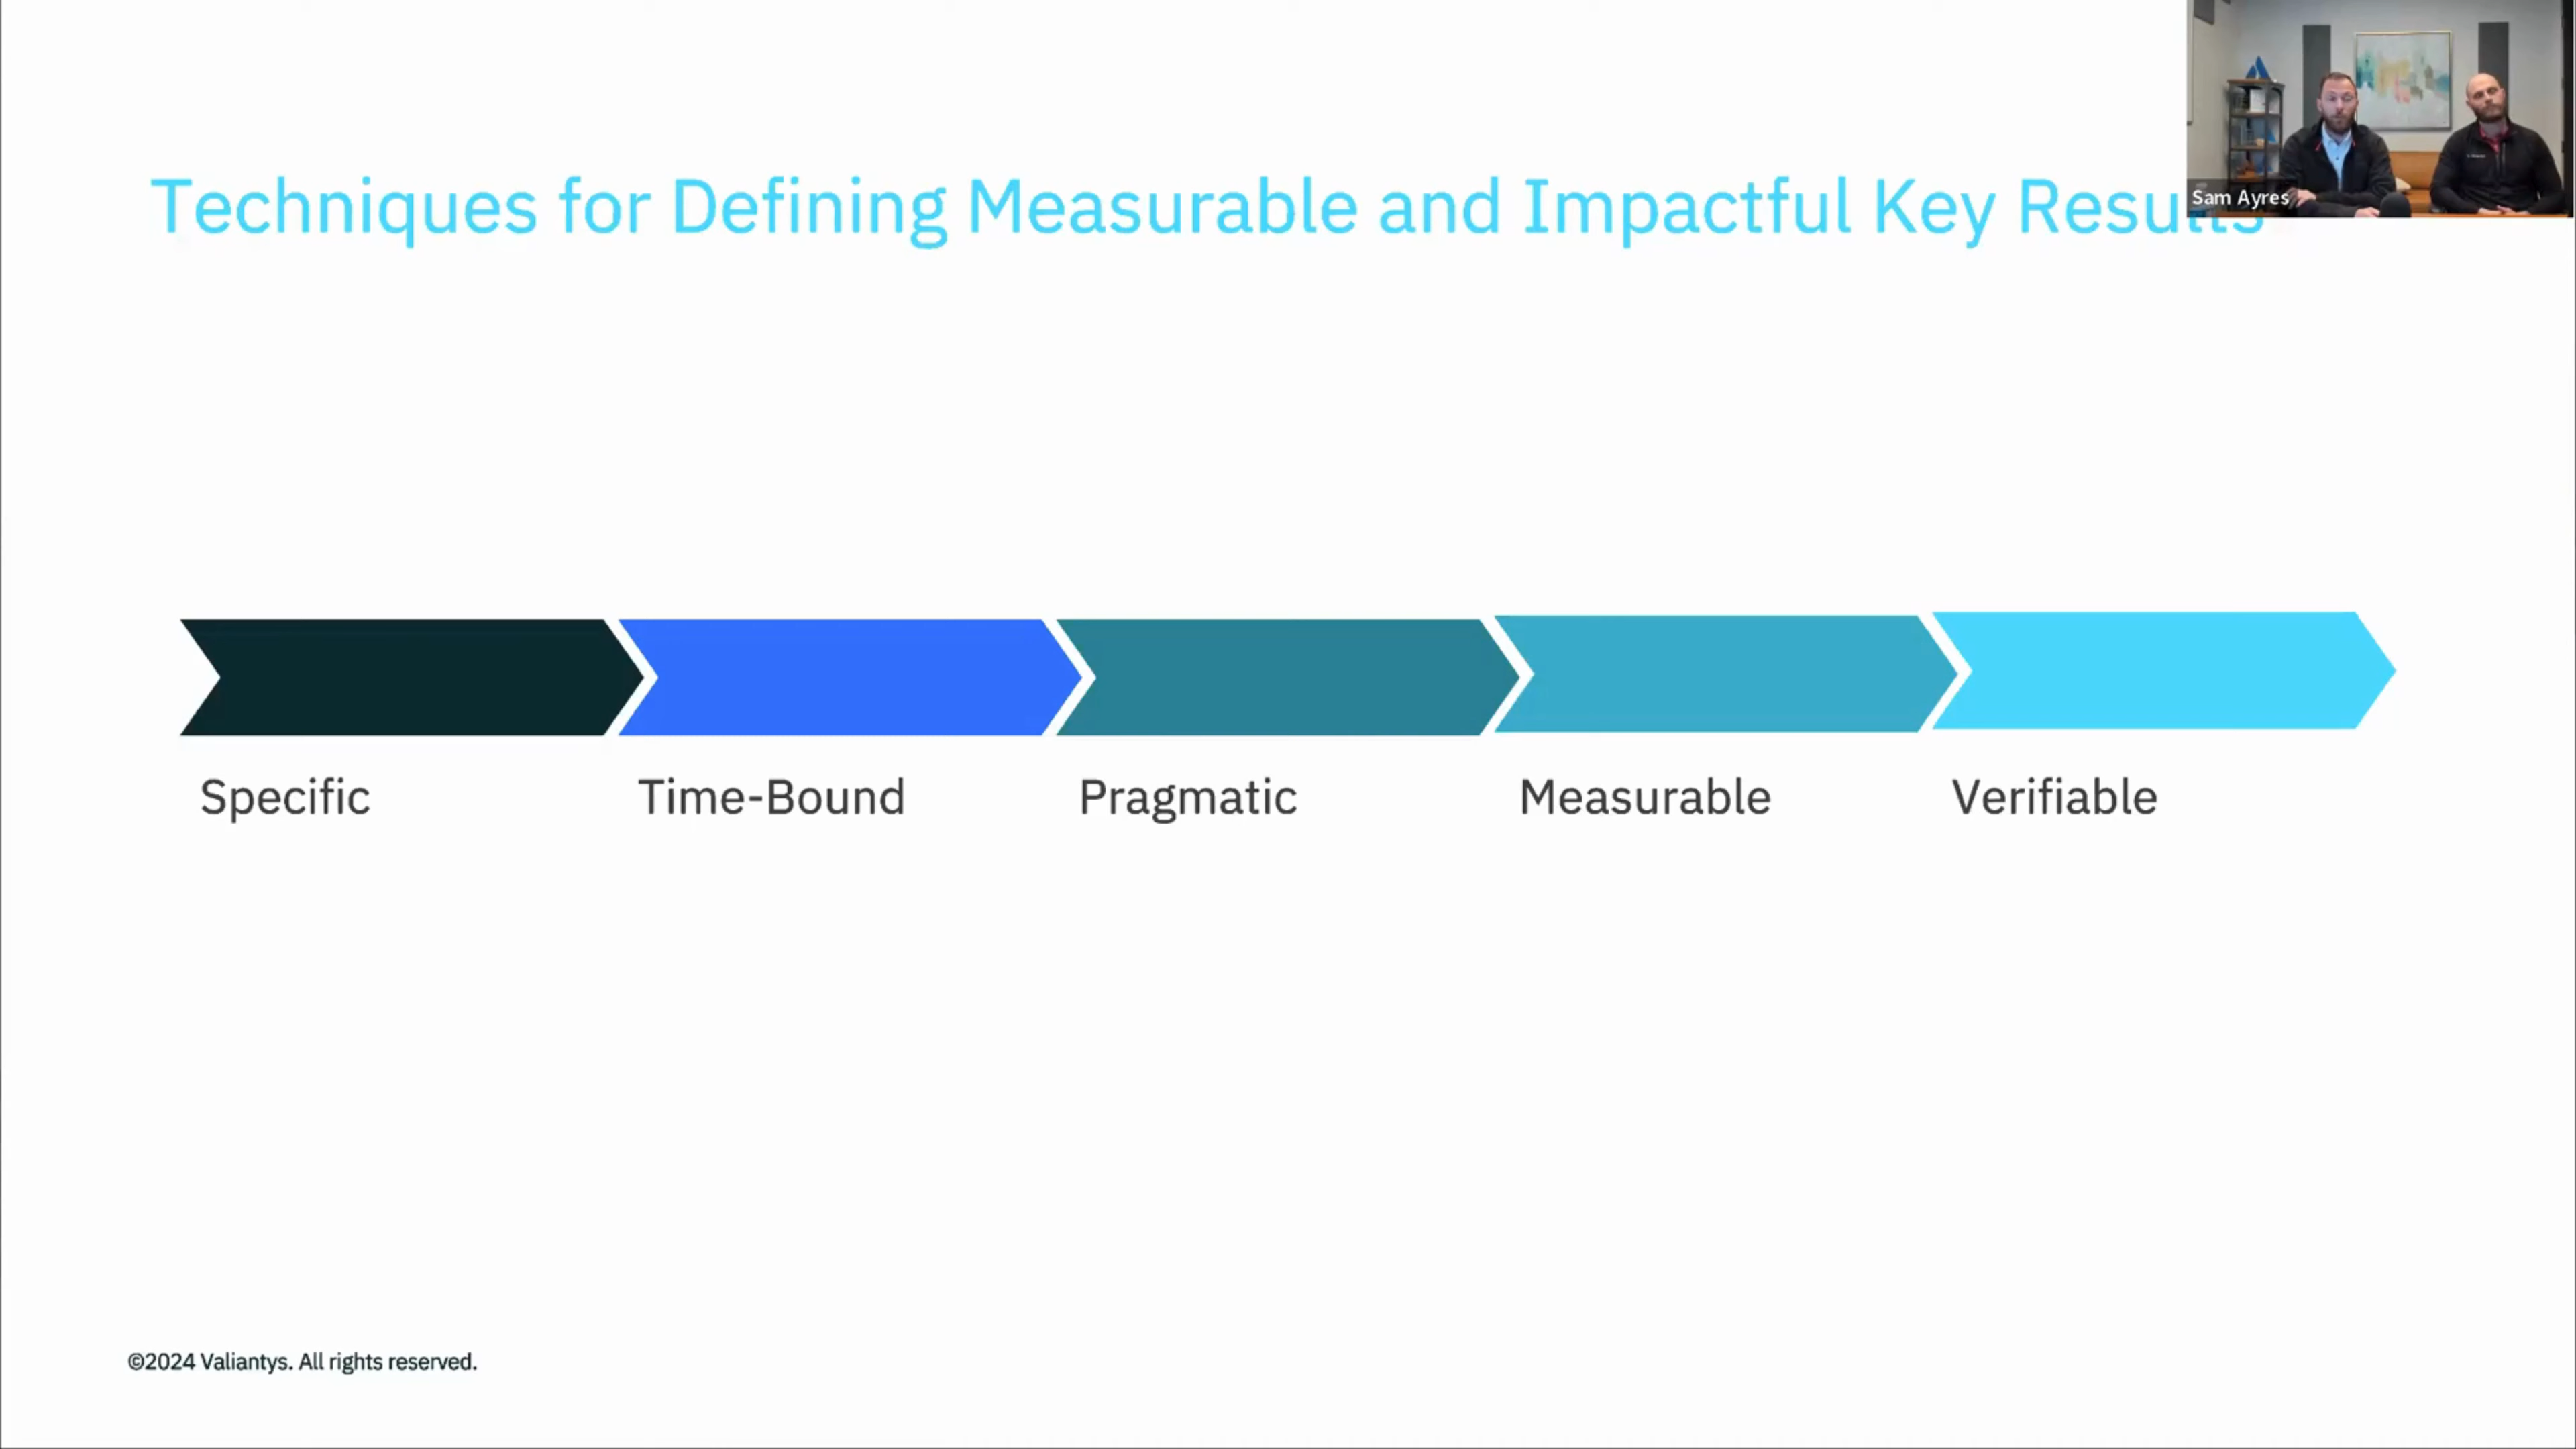 Techniques for Defining Measurable and Impactful Key Results
Sam Ayres
Specific
Time-Bound
Pragmatic
Measurable
Verifiable
©2024 Valiantys. All rights reserved.